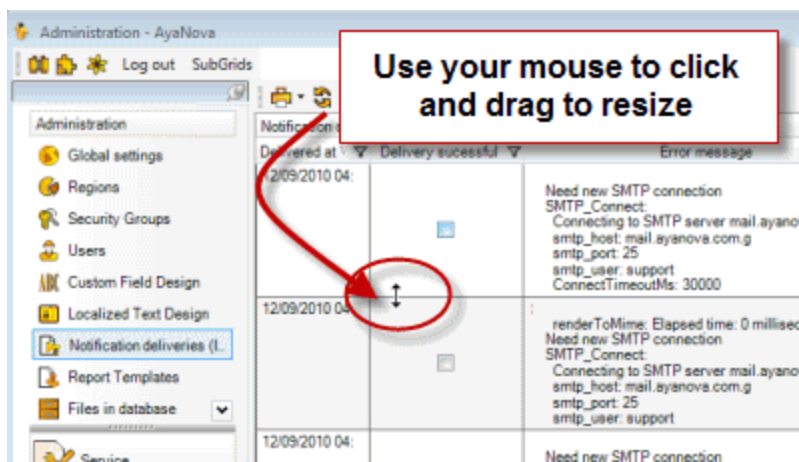 Administration - AyaNova
Log out SubGrids
Use your mouse to click
and drag to resize
Administration
Global settings
Regions
Security Groups
Users
Custom Field Design
Localized Text Design
Notification deliveries (l..
Report Templates
Files in database
Service
Notification
Delivered at Delivery sucessful Error message
12/09/2010 04:
Need new SMTP connection
SMTP_Connect:
Connecting to SMTP server mail.ayanov
smtp_host: mail.ayanova.com.g
smtp_port: 25
smtp_user: support
ConnectTimeoutMs: 30000
12/09/2010 04:
:
renderToMime: Elapsed time: 0 millisec
Need new SMTP connection
SMTP_Connect:
Connecting to SMTP server mail.ayanov
smtp_host: mail.ayanova.com.g
smtp_port: 25
smtp_user: support
12/09/2010 04:
Need new SMTP connection